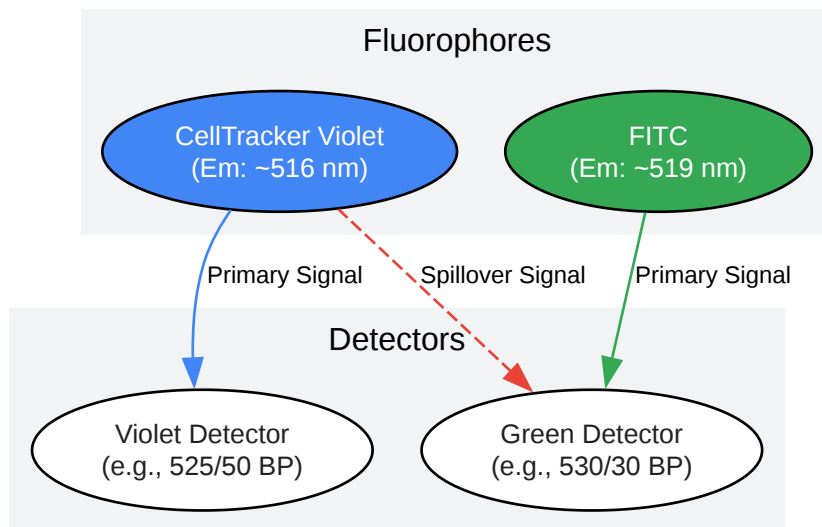 Fluorophores
CellTracker Violet
(Em: ~516 nm)
FITC
(Em: ~519 nm)
Primary Signal
Spillover Signal
Primary Signal
Detectors
Violet Detector
(e.g., 525/50 BP)
Green Detector
(e.g., 530/30 BP)